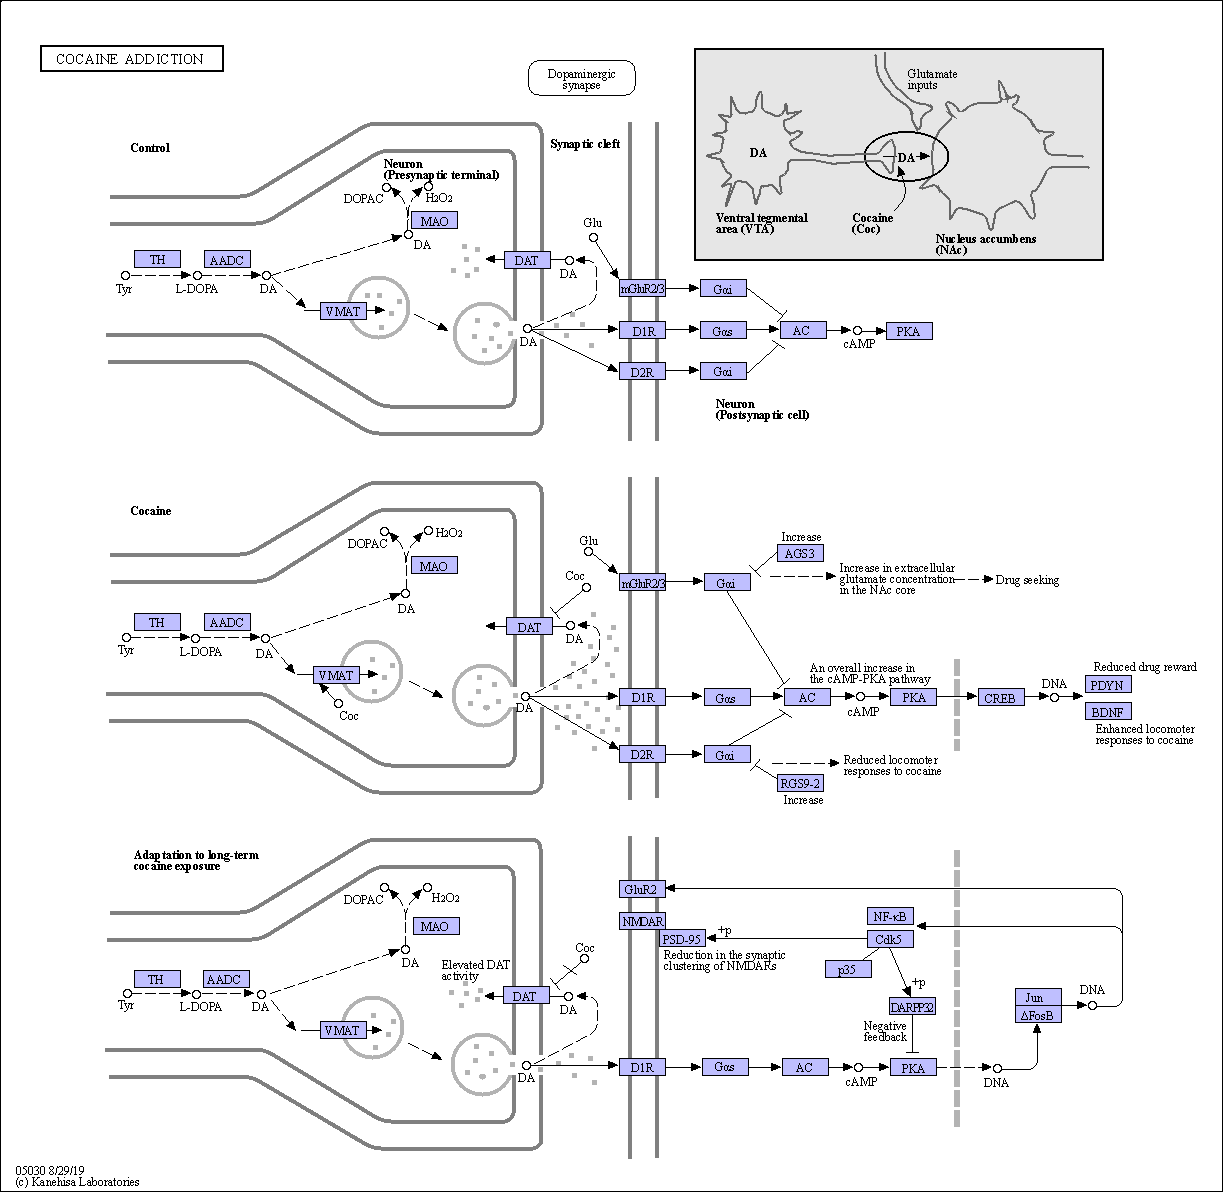 COCAINE ADDICTION
Dopaminergic
synapse
Glutamate
inputs
DA
DA
Ventral tegmental
area (VTA)
Cocaine
(Coc)
Nucleus accumbens
(NAc)
Control
Synaptic cleft
Neuron
(Presynaptic terminal)
DOPAC
H2O2
MAO
DA
TH
AADC
Tyr
L-DOPA
DA
VMAT
DAT
DA
DA
Glu
mGluR2/3
Gαi
D1R
Gαs
AC
cAMP
PKA
D2R
Gαi
Neuron
(Postsynaptic cell)
Cocaine
DOPAC
H2O2
MAO
DA
TH
AADC
Tyr
L-DOPA
DA
VMAT
Coc
Coc
DAT
DA
DA
Glu
mGluR2/3
Gαi
Increase
AGS3
Increase in extracellular
glutamate concentration
in the NAc core
Drug seeking
An overall increase in
the cAMP-PKA pathway
D1R
Gαs
AC
cAMP
PKA
CREB
DNA
Reduced drug reward
PDYN
BDNF
Enhanced locomoter
responses to cocaine
D2R
Gαi
Reduced locomoter
responses to cocaine
RGS9-2
Increase
Adaptation to long-term
cocaine exposure
DOPAC
H2O2
MAO
DA
TH
AADC
Tyr
L-DOPA
DA
VMAT
Elevated DAT
activity
Coc
DAT
DA
DA
GluR2
NMDAR
PSD-95
+p
Reduction in the synaptic
clustering of NMDARs
NF-κB
Cdk5
p35
+p
DARPP32
Negative
feedback
D1R
Gαs
AC
cAMP
PKA
DNA
Jun
ΔFosB
DNA
05030 8/29/19
(c) Kanehisa Laboratories